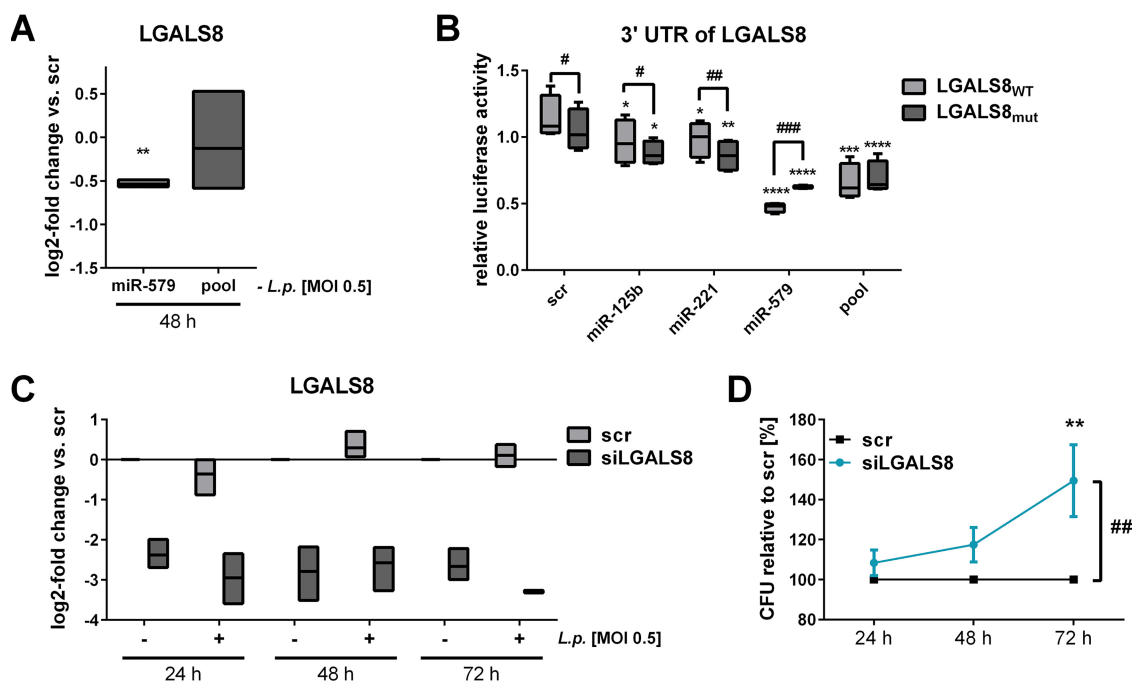 A
LGALS8
log2-fold change vs. scr
0.5
0.0
-0.5
-1.0
-1.5
**
miR-579 pool - L.p. [MOI 0.5]
48 h
B
3' UTR of LGALS8
relative luciferase activity
1.5
1.0
0.5
0.0
# # ## ###
* * * ** **** **** *** ****
scr miR-125b miR-221 miR-579 pool
LGALS8WT
LGALS8mut
C
LGALS8
log2-fold change vs. scr
1
0
-1
-2
-3
-4
- + - + - + L.p. [MOI 0.5]
24 h 48 h 72 h
scr
siLGALS8
D
CFU relative to scr [%]
180
160
140
120
100
80
scr
siLGALS8
**
##
24 h 48 h 72 h